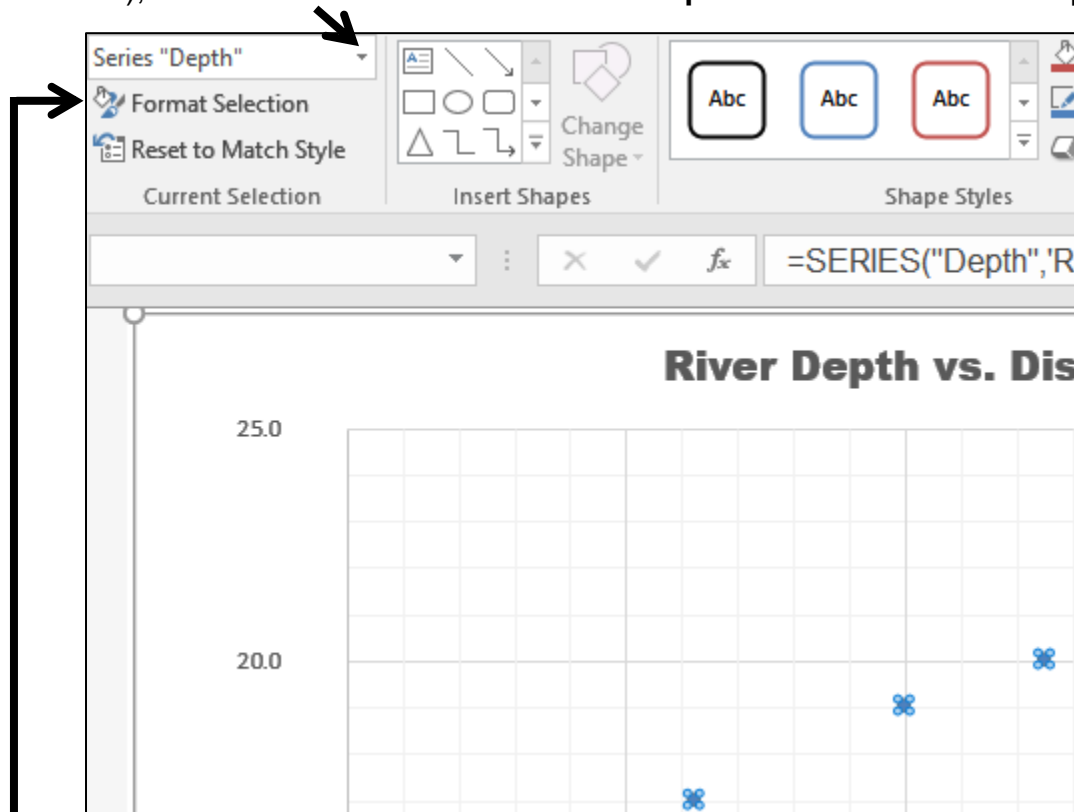 Series "Depth"
Format Selection
Reset to Match Style
Current Selection
A
Change
Shape
Insert Shapes
Abc
Abc
Abc
Shape Styles
fx
=SERIES("Depth",'R
River Depth vs. Dis
25.0
20.0